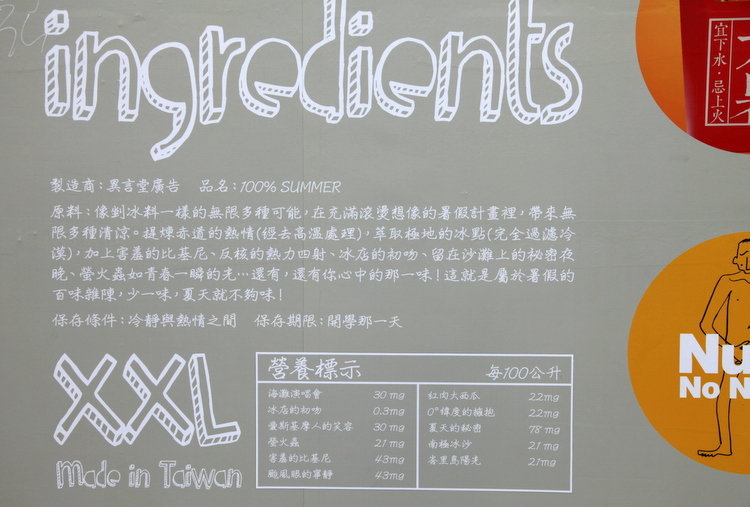 ingredients
宜下水·忌上火
製造商:異言堂廣告 品名:100% SUMMER
原料:像剉冰料一樣的無限多種可能,在充滿滾燙想像的暑假計畫裡,帶來無
限多種清涼。提煉赤道的熱情(經去高溫處理),萃取極地的冰點(完全過濾冷
漠),加上害羞的比基尼、反核的熱力四射、冰店的初吻、留在沙灘上的祕密夜
晚、螢火蟲如青春一瞬的光…還有,還有你心中的那一味!這就是屬於暑假的
百味雜陳,少一味,夏天就不夠味!
保存條件:冷靜與熱情之間 保存期限:開學那一天
XXL
Made in Taiwan
營養標示 每100公升
海灘演唱會 30 mg
冰店的初吻 0.3mg
愛斯基摩人的笑容 30 mg
螢火蟲 21 mg
害羞的比基尼 43mg
颱風眼的寧靜 43mg
紅肉大西瓜 22mg
0°緯度的擁抱 22mg
夏天的秘密 78 mg
南極冰沙 21 mg
峇里島陽光 21mg
Nu
No N